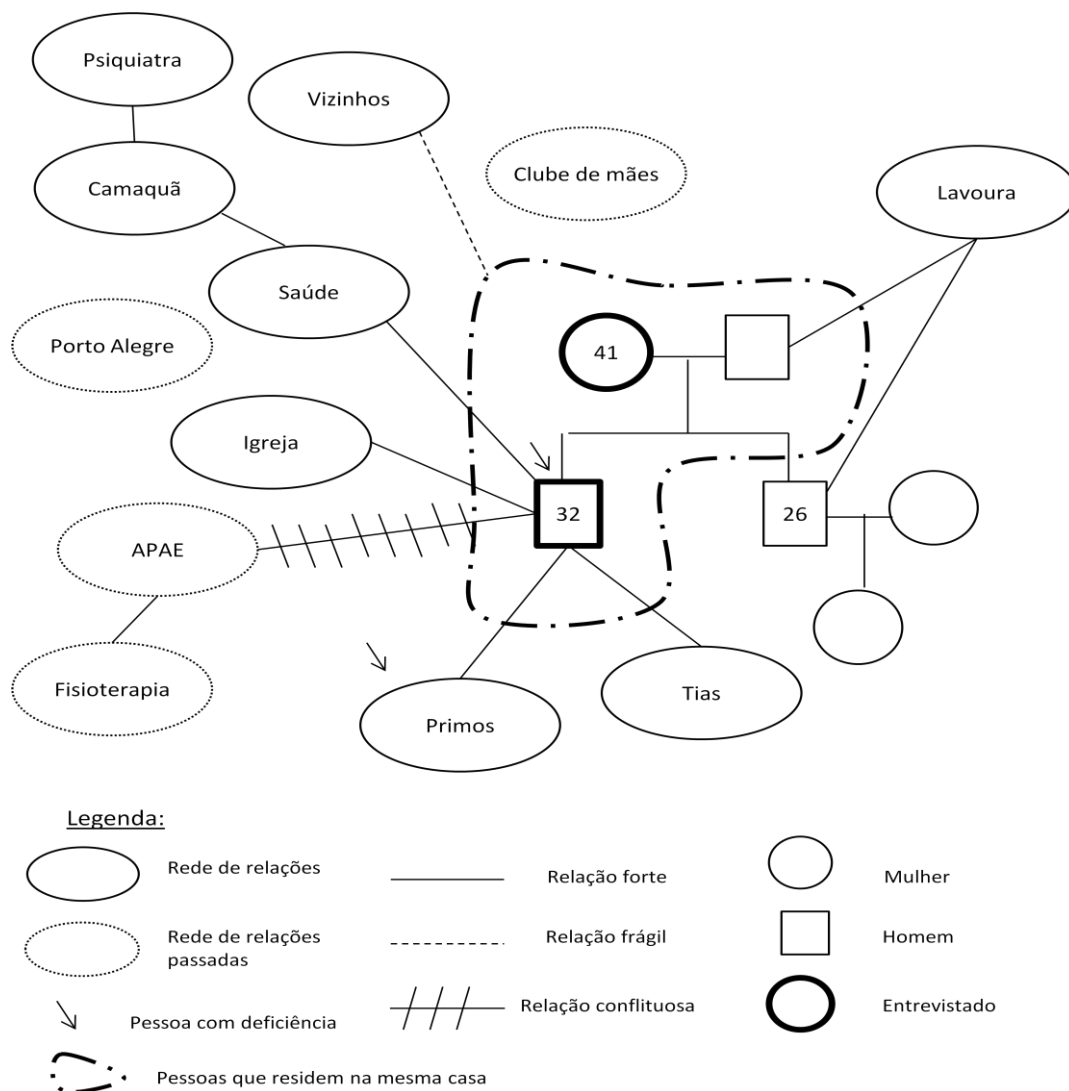 Psiquiatra
Vizinhos
Clube de mães
Camaquã
Lavoura
Saúde
Porto Alegre
41
Igreja
32
26
APAE
Fisioterapia
Primos
Tias
Legenda:
Rede de relações
Relação forte
Mulher
Rede de relações
passadas
Relação frágil
Homem
Pessoa com deficiência
Relação conflituosa
Entrevistado
Pessoas que residem na mesma casa